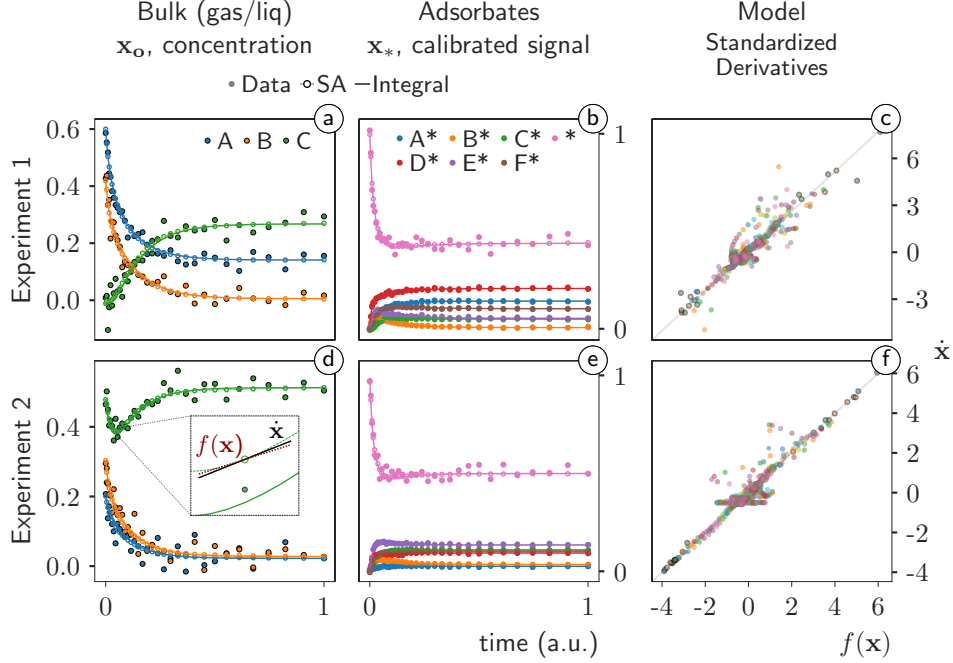 Bulk (gas/liq)
Adsorbates
Model
xₒ, concentration
x*, calibrated signal
Standardized
Derivatives
Data SA Integral
Experiment 1
a
A B C
0.6
0.4
0.2
0.0
b
A* B* C* *
D* E* F*
1
0
c
6
3
0
-3
Experiment 2
d
0.4
0.2
0.0
f(x)
ẋ
0 1
e
1
0
0 1
time (a.u.)
f
ẋ
6
4
2
0
-2
-4
-4 -2 0 2 4 6
f(x)